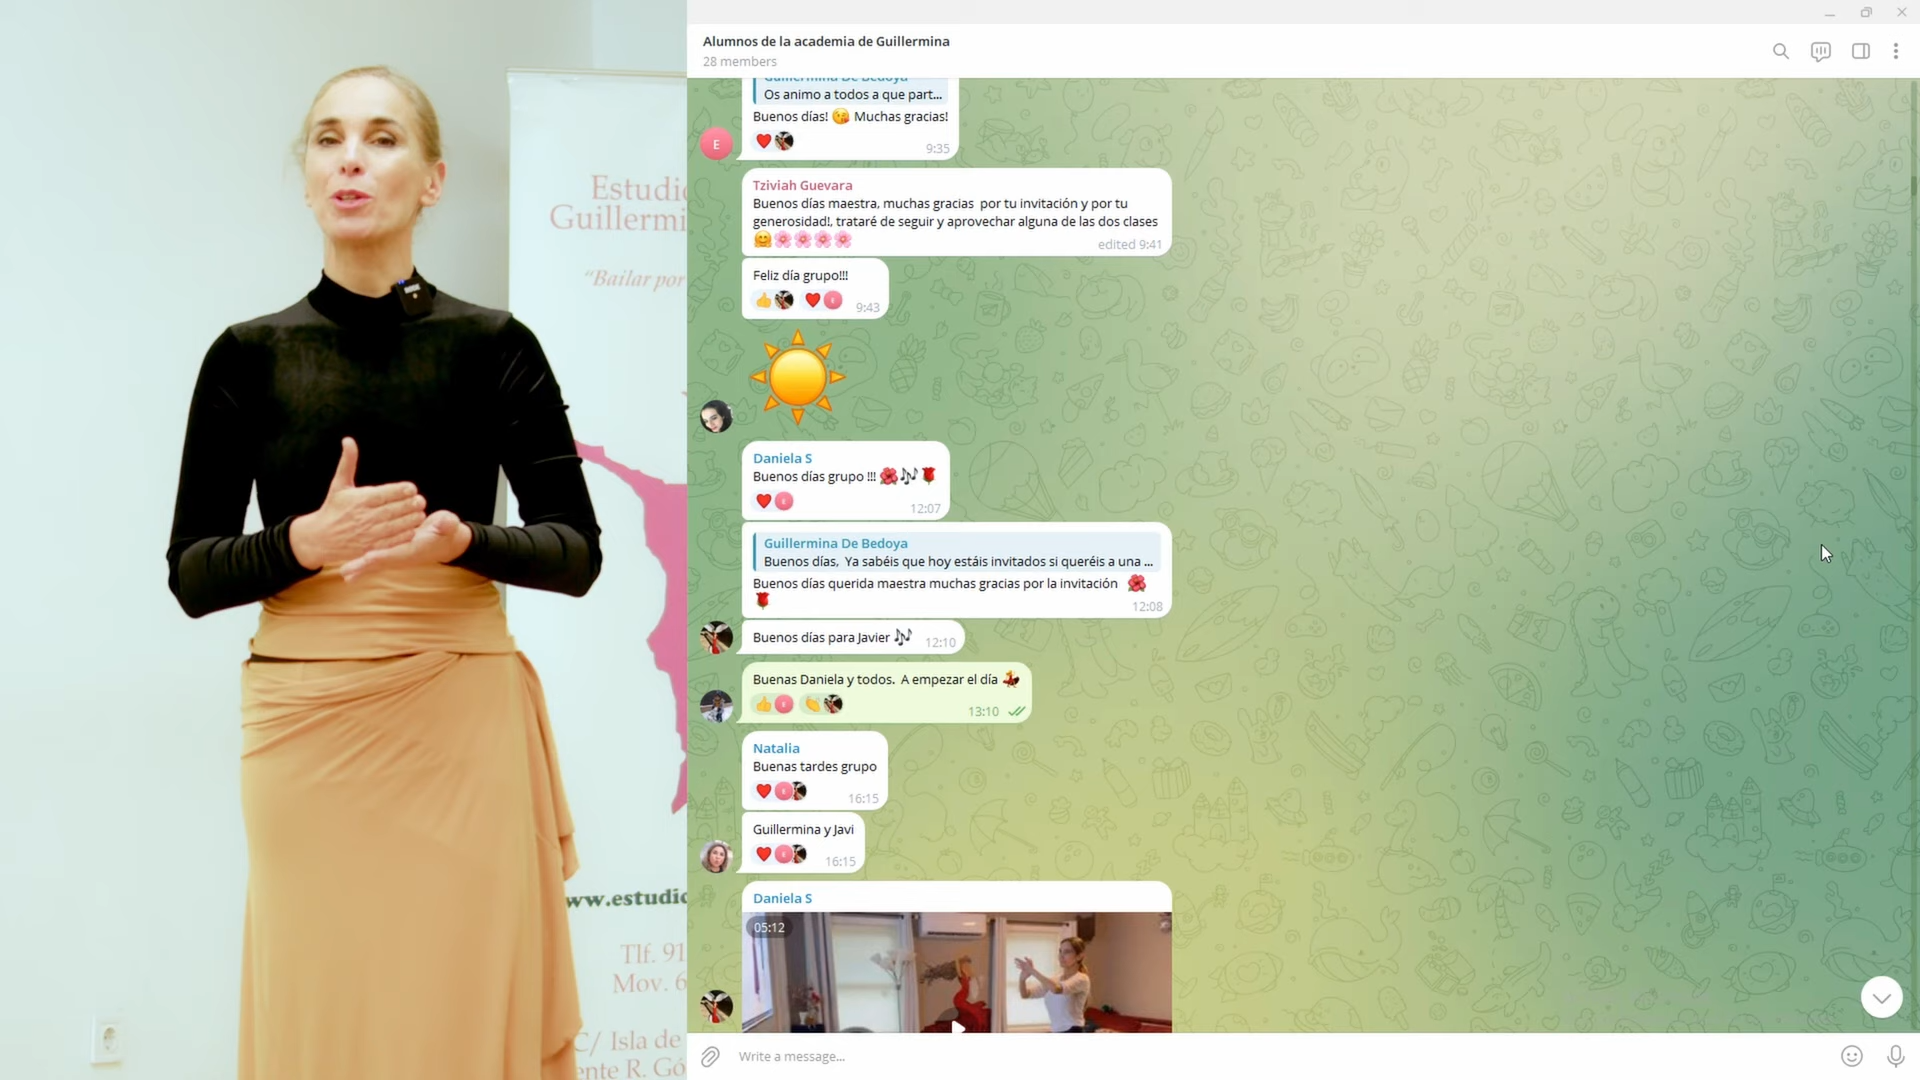 Estudio
Guillermi
“Bailar por
ww.estudio
Tlf. 91
Mov. 6
C/ Isla de
ente R. Gó
Alumnos de la academia de Guillermina
28 members
Guillermina De Bedoya
Os animo a todos a que part...
Buenos días! 😘 Muchas gracias!
E
9:35
Tziviah Guevara
Buenos días maestra, muchas gracias por tu invitación y por tu
generosidad!, trataré de seguir y aprovechar alguna de las dos clases
🤗🌸🌸🌸🌸
edited 9:41
Feliz día grupo!!!
9:43
Daniela S
Buenos días grupo !!! 🌺🎶🌹
12:07
Guillermina De Bedoya
Buenos días, Ya sabéis que hoy estáis invitados si queréis a una ...
Buenos días querida maestra muchas gracias por la invitación 🌺
🌹
12:08
Buenos días para Javier 🎶 12:10
Buenas Daniela y todos. A empezar el día 💃
13:10
Natalia
Buenas tardes grupo
16:15
Guillermina y Javi
16:15
Daniela S
05:12
Write a message...